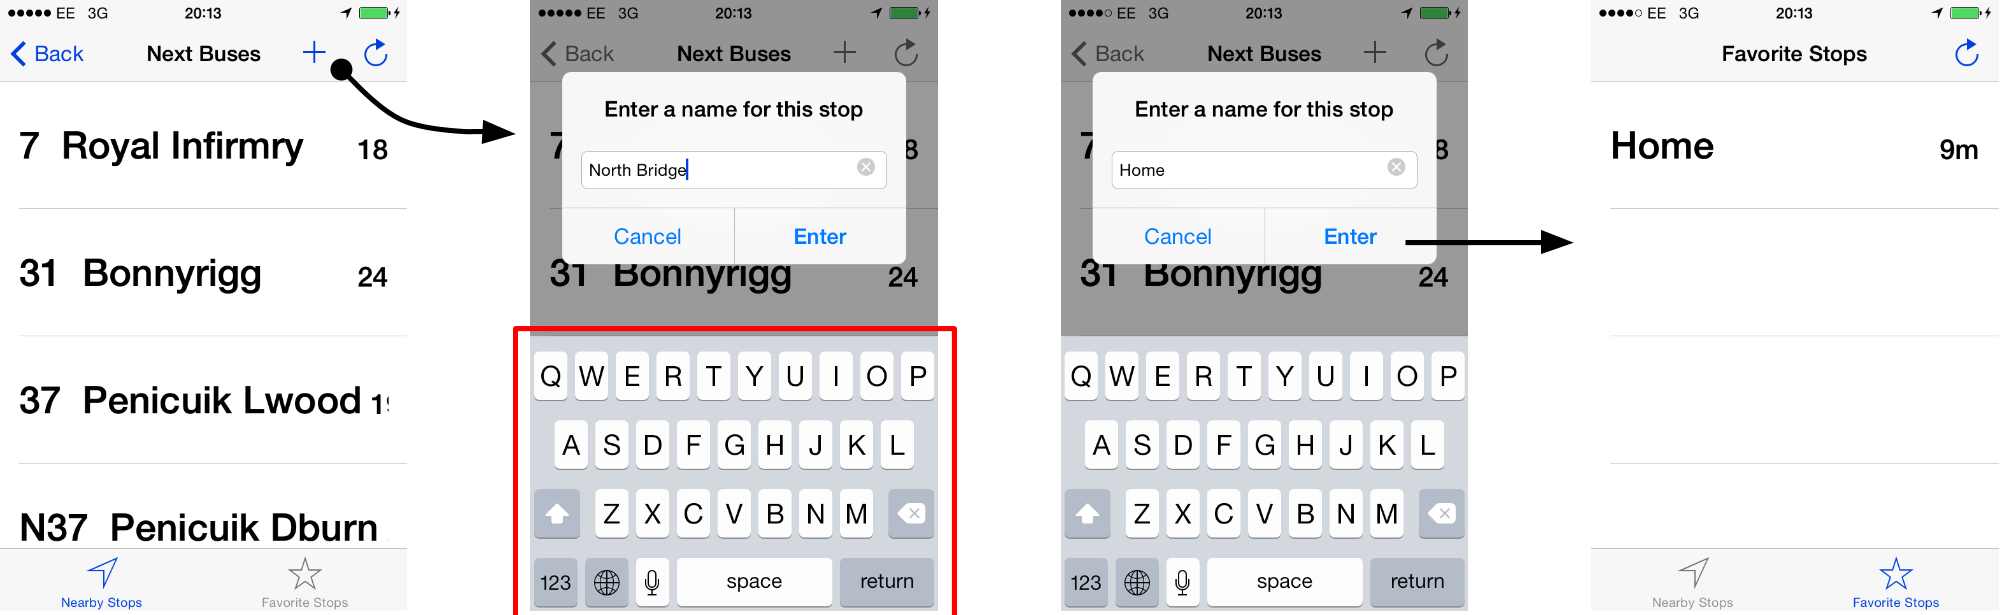 EE 3G 20:13
Back Next Buses
7 Royal Infirmry 18
31 Bonnyrigg 24
37 Penicuik Lwood
N37 Penicuik Dburn
Nearby Stops Favorite Stops
EE 3G 20:13
Back Next Buses
Enter a name for this stop
7 8
North Bridge
Cancel Enter
31 Bonnyrigg 24
Q W E R T Y U I O P
A S D F G H J K L
Z X C V B N M
123 space return
EE 3G 20:13
Back Next Buses
Enter a name for this stop
7 8
Home
Cancel Enter
31 Bonnyrigg 24
Q W E R T Y U I O P
A S D F G H J K L
Z X C V B N M
123 space return
EE 3G 20:13
Favorite Stops
Home 9m
Nearby Stops Favorite Stops